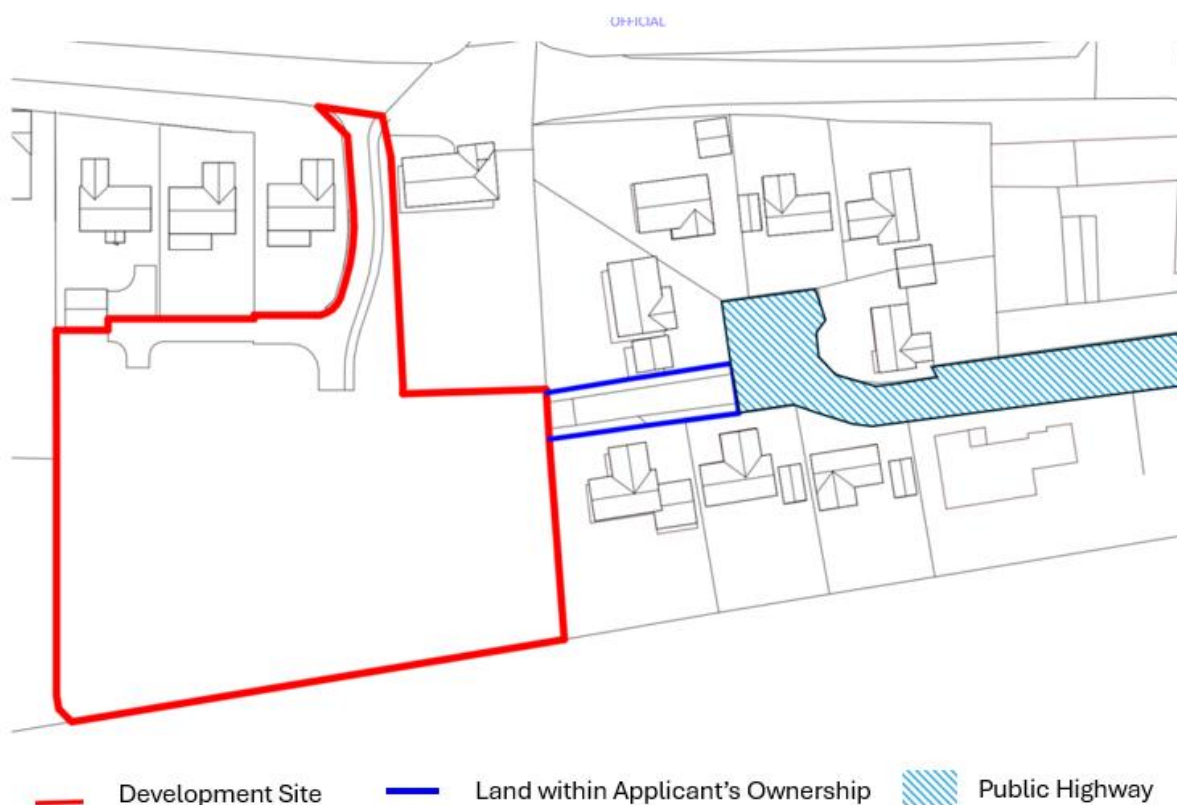 OFFICIAL
Development Site
Land within Applicant's Ownership
Public Highway